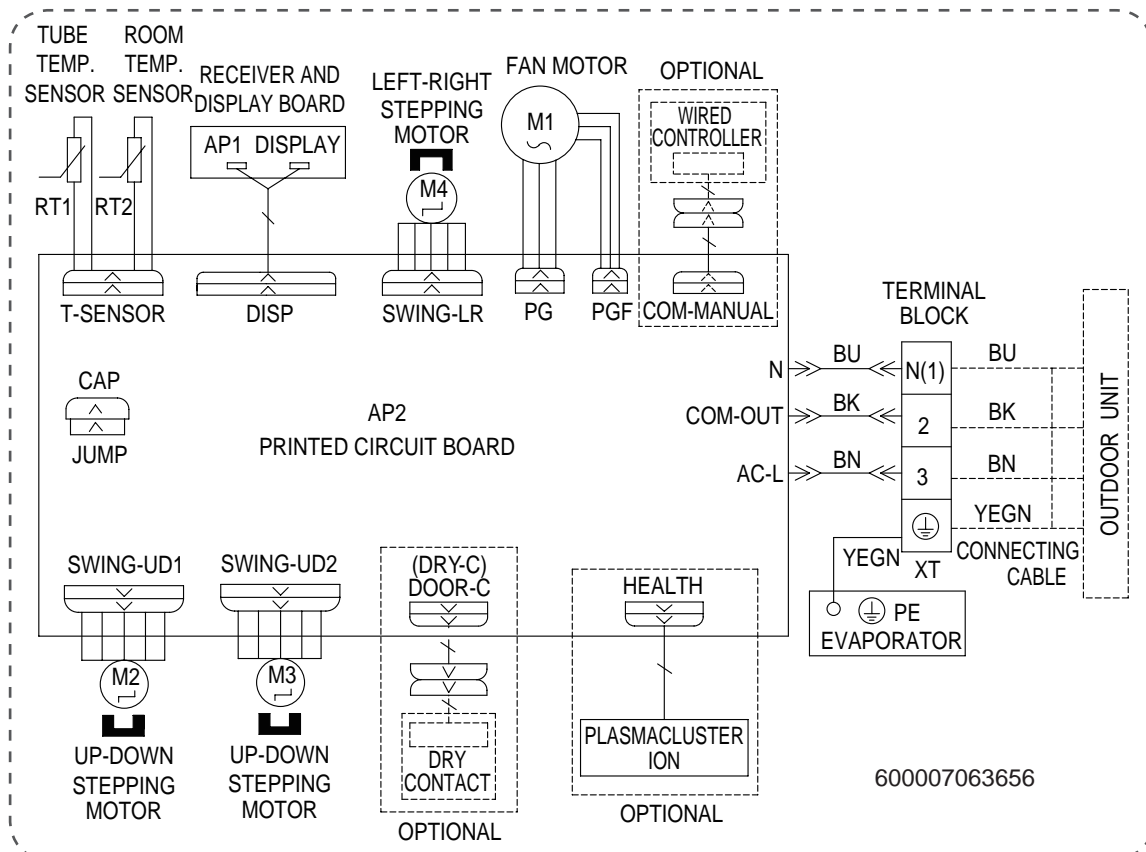 TUBE
TEMP.
SENSOR
ROOM
TEMP.
SENSOR
RECEIVER AND
DISPLAY BOARD
AP1 DISPLAY
LEFT-RIGHT
STEPPING
MOTOR
M4
FAN MOTOR
M1
OPTIONAL
WIRED
CONTROLLER
RT1
RT2
T-SENSOR
DISP
SWING-LR
PG
PGF
COM-MANUAL
TERMINAL
BLOCK
N
BU
N(1)
BU
COM-OUT
BK
2
BK
AC-L
BN
3
BN
YEGN
YEGN
XT
CONNECTING
CABLE
OUTDOOR UNIT
CAP
JUMP
AP2
PRINTED CIRCUIT BOARD
PE
EVAPORATOR
SWING-UD1
SWING-UD2
(DRY-C)
DOOR-C
HEALTH
M2
M3
UP-DOWN
STEPPING
MOTOR
UP-DOWN
STEPPING
MOTOR
DRY
CONTACT
OPTIONAL
PLASMACLUSTER
ION
OPTIONAL
600007063656